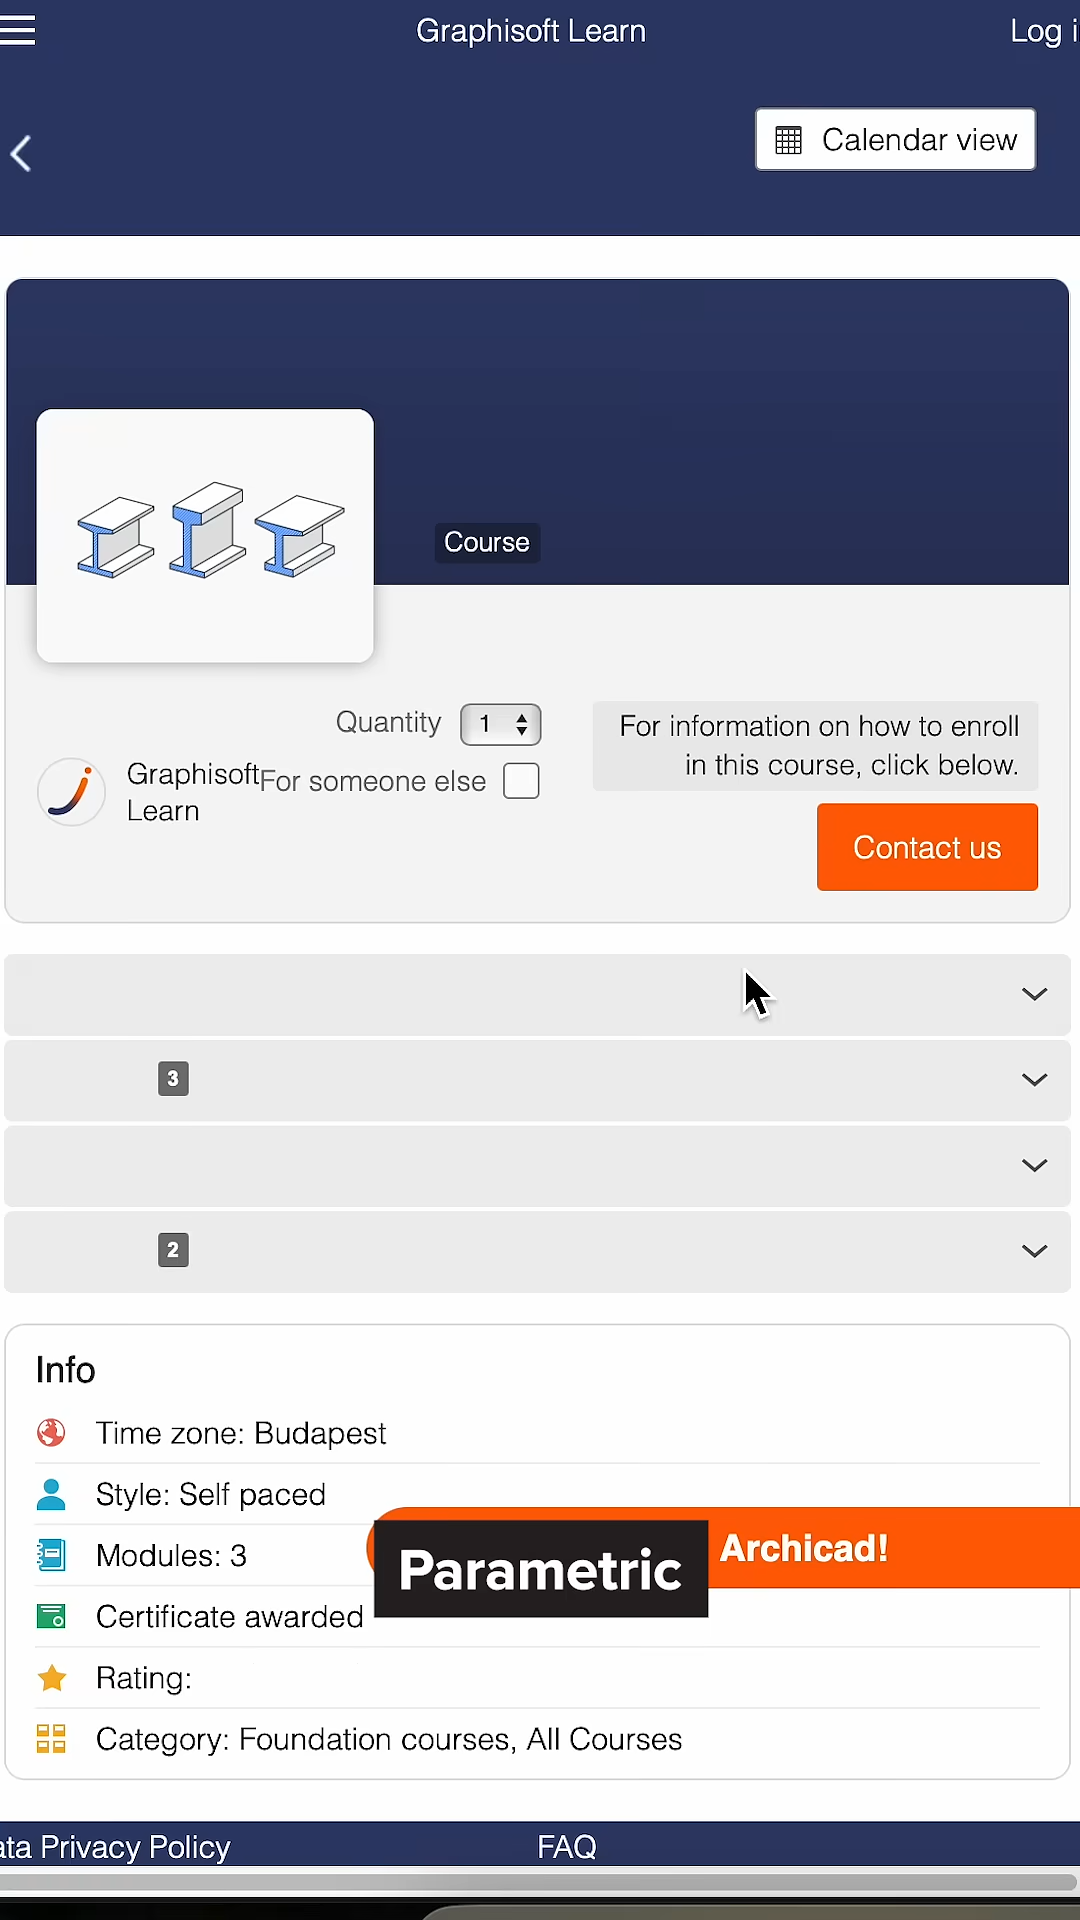 Graphisoft Learn
Log i
Calendar view
Course
Quantity 1
For information on how to enroll
in this course, click below.
Graphisoft
Learn
For someone else
Contact us
3
2
Info
Time zone: Budapest
Style: Self paced
Modules: 3
Parametric
Archicad!
Certificate awarded
Rating:
Category: Foundation courses, All Courses
ata Privacy Policy
FAQ